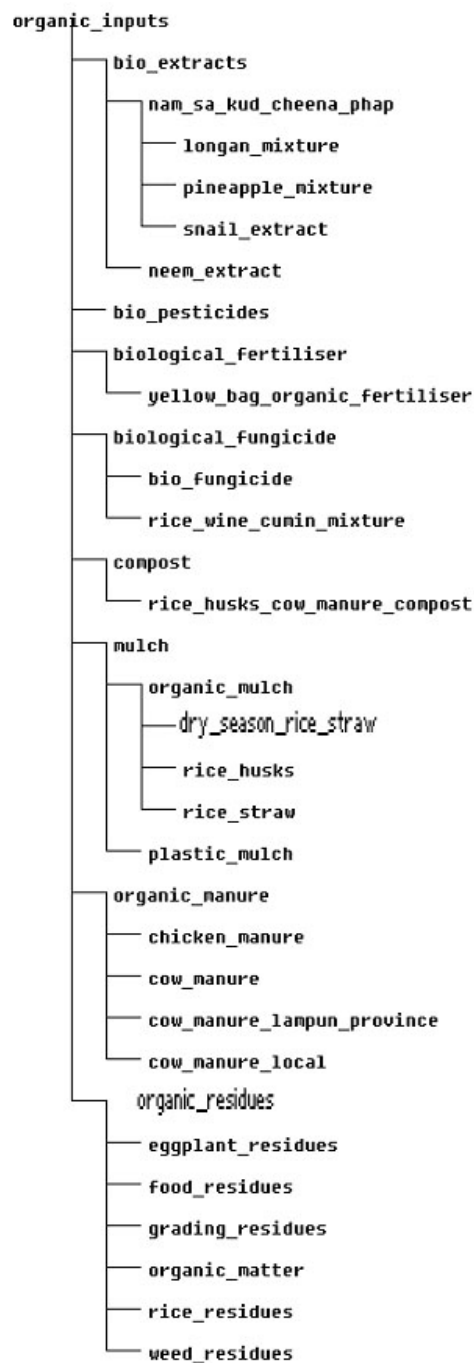 organic_inputs
bio_extracts
nam_sa_kud_cheena_phap
longan_mixture
pineapple_mixture
snail_extract
neem_extract
bio_pesticides
biological_fertiliser
yellow_bag_organic_fertiliser
biological_fungicide
bio_fungicide
rice_wine_cumin_mixture
compost
rice_husks_cow_manure_compost
mulch
organic_mulch
dry_season_rice_straw
rice_husks
rice_straw
plastic_mulch
organic_manure
chicken_manure
cow_manure
cow_manure_lampun_province
cow_manure_local
organic_residues
eggplant_residues
food_residues
grading_residues
organic_matter
rice_residues
weed_residues